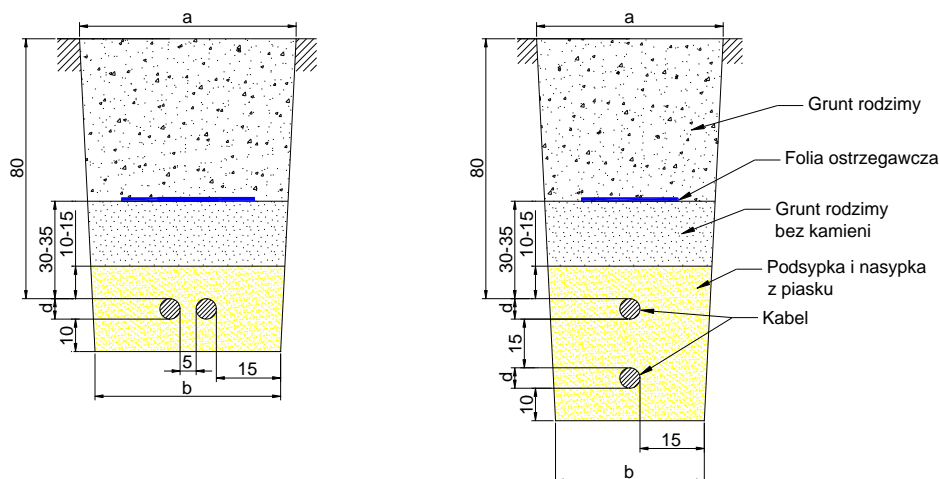 a
80
30-35
10-15
d
10
5
15
b
a
80
30-35
10-15
d
15
d
10
15
b
Grunt rodzimy
Folia ostrzegawcza
Grunt rodzimy
bez kamieni
Podsypka i nasypka
z piasku
Kabel